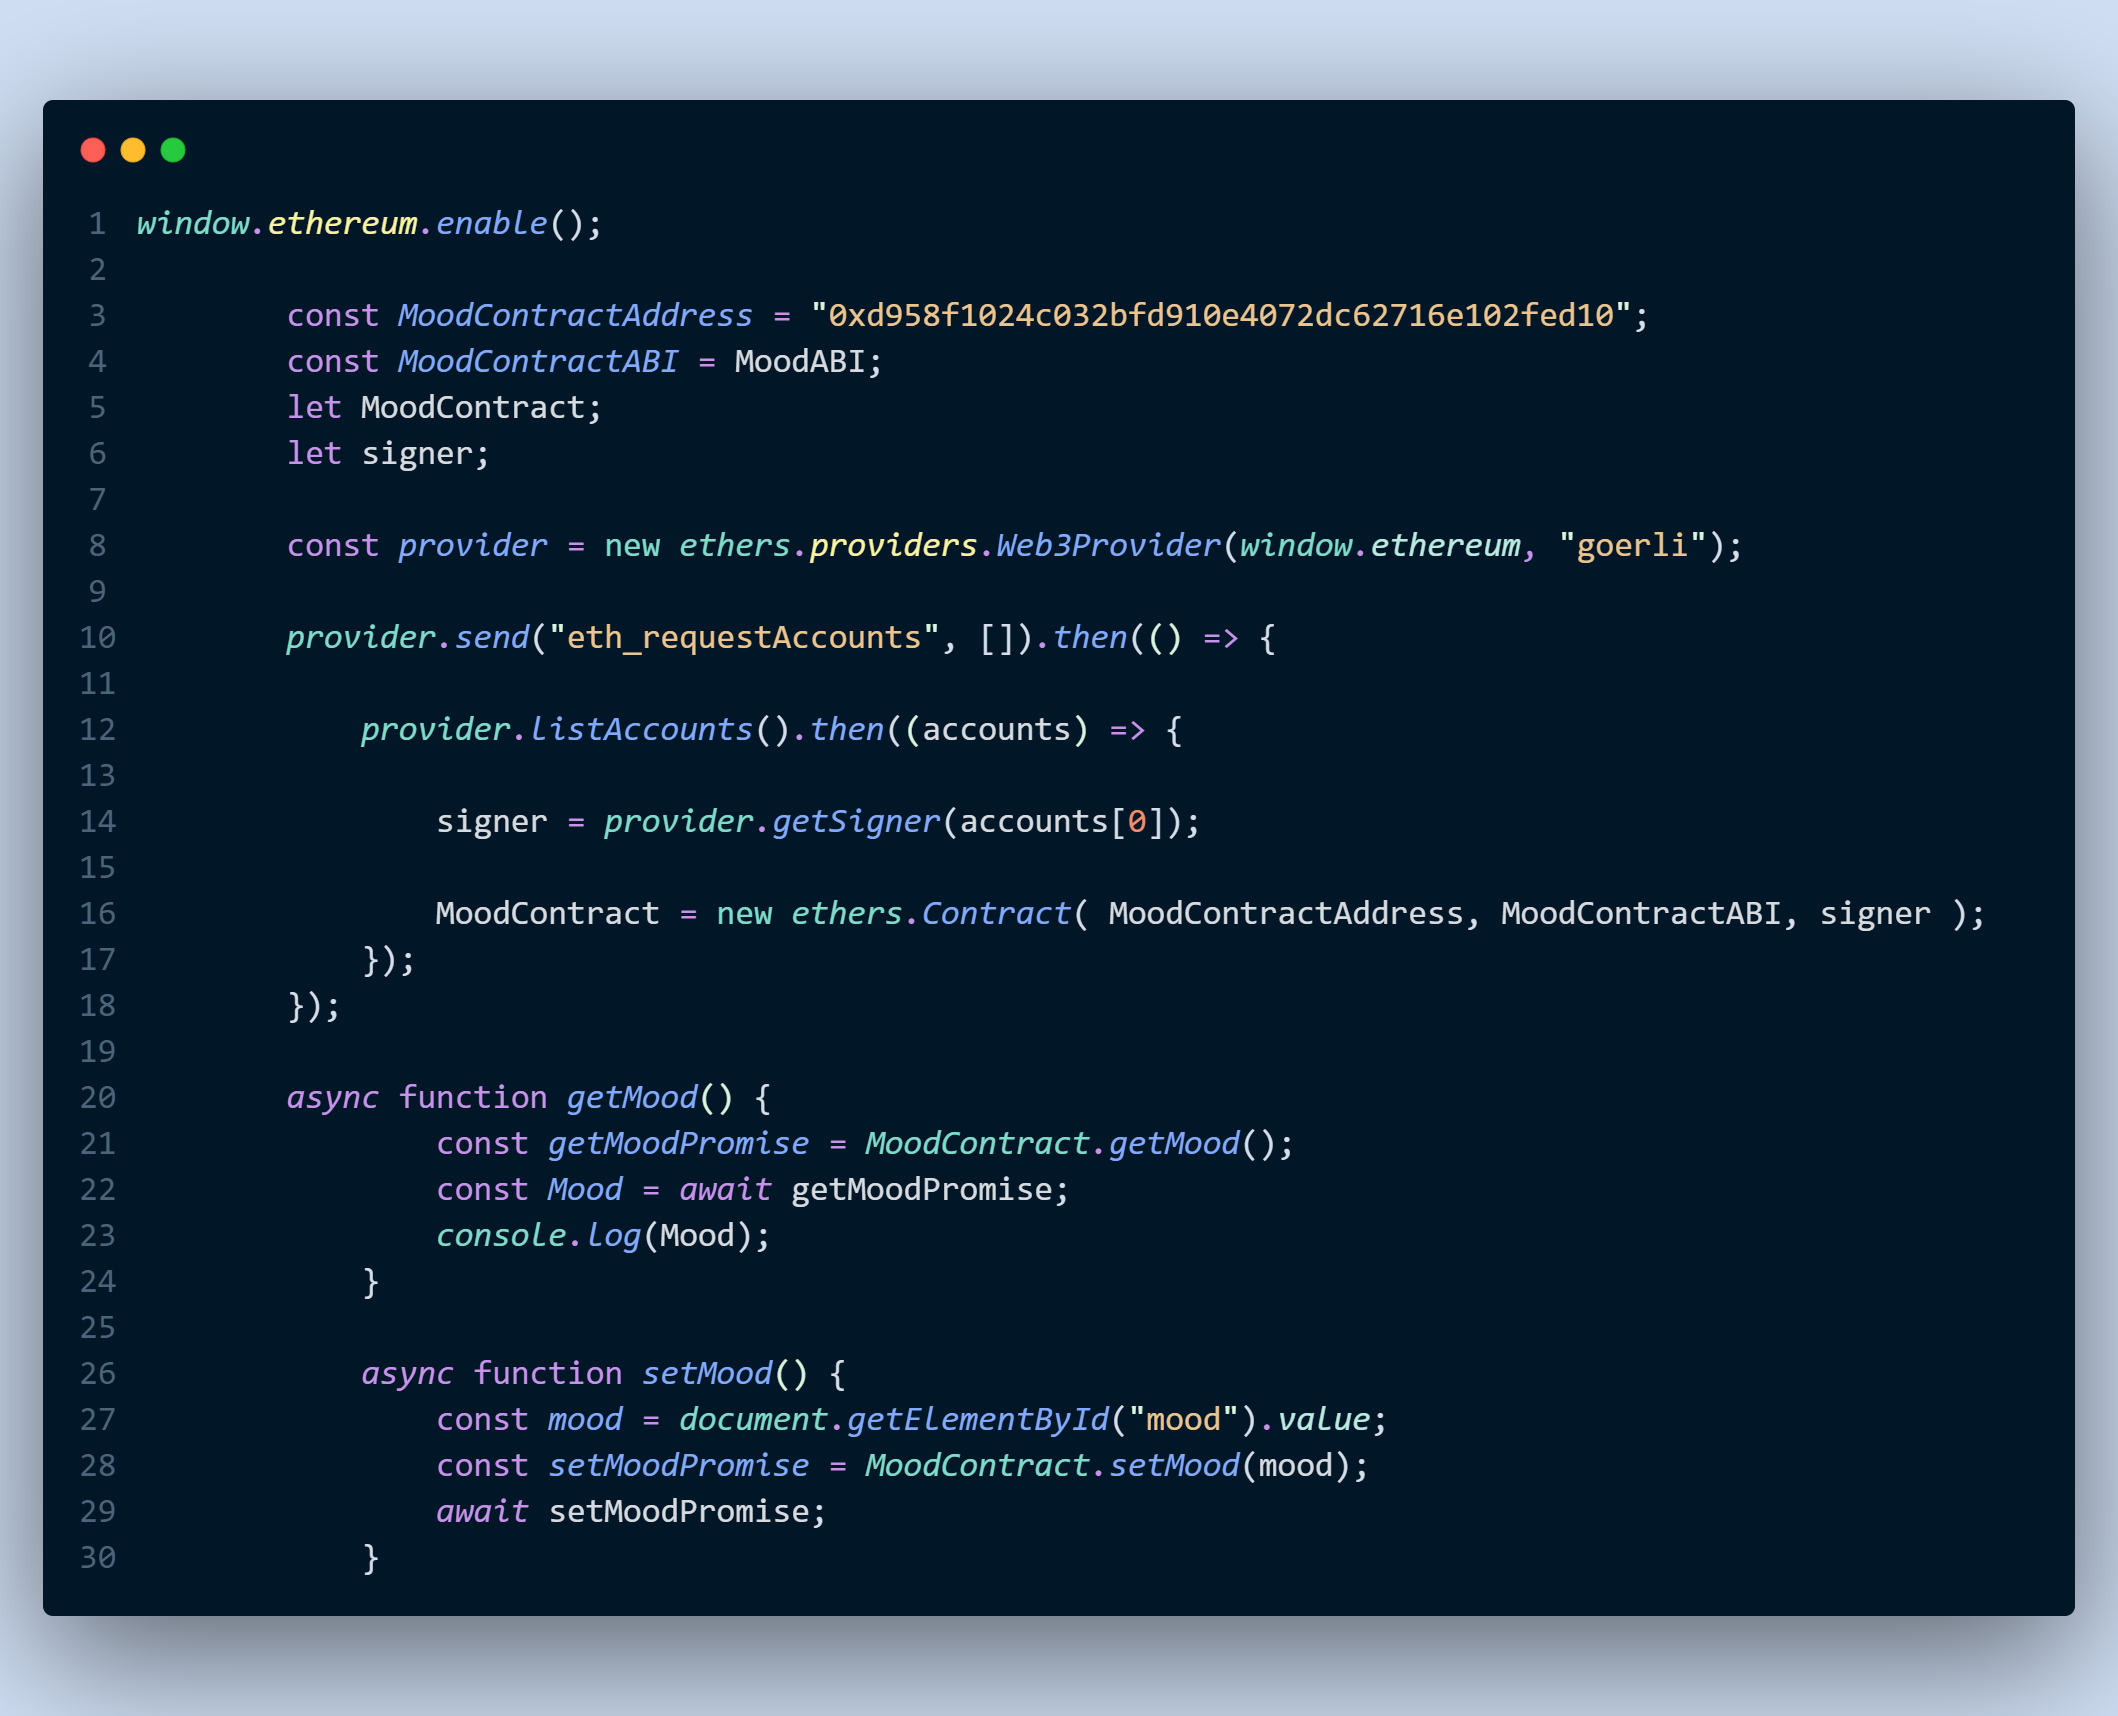 1 window.ethereum.enable();
2
3 const MoodContractAddress = "0xd958f1024c032bfd910e4072dc62716e102fed10";
4 const MoodContractABI = MoodABI;
5 let MoodContract;
6 let signer;
7
8 const provider = new ethers.providers.Web3Provider(window.ethereum, "goerli");
9
10 provider.send("eth_requestAccounts", []).then(() => {
11
12 provider.listAccounts().then((accounts) => {
13
14 signer = provider.getSigner(accounts[0]);
15
16 MoodContract = new ethers.Contract( MoodContractAddress, MoodContractABI, signer );
17 });
18 });
19
20 async function getMood() {
21 const getMoodPromise = MoodContract.getMood();
22 const Mood = await getMoodPromise;
23 console.log(Mood);
24 }
25
26 async function setMood() {
27 const mood = document.getElementById("mood").value;
28 const setMoodPromise = MoodContract.setMood(mood);
29 await setMoodPromise;
30 }